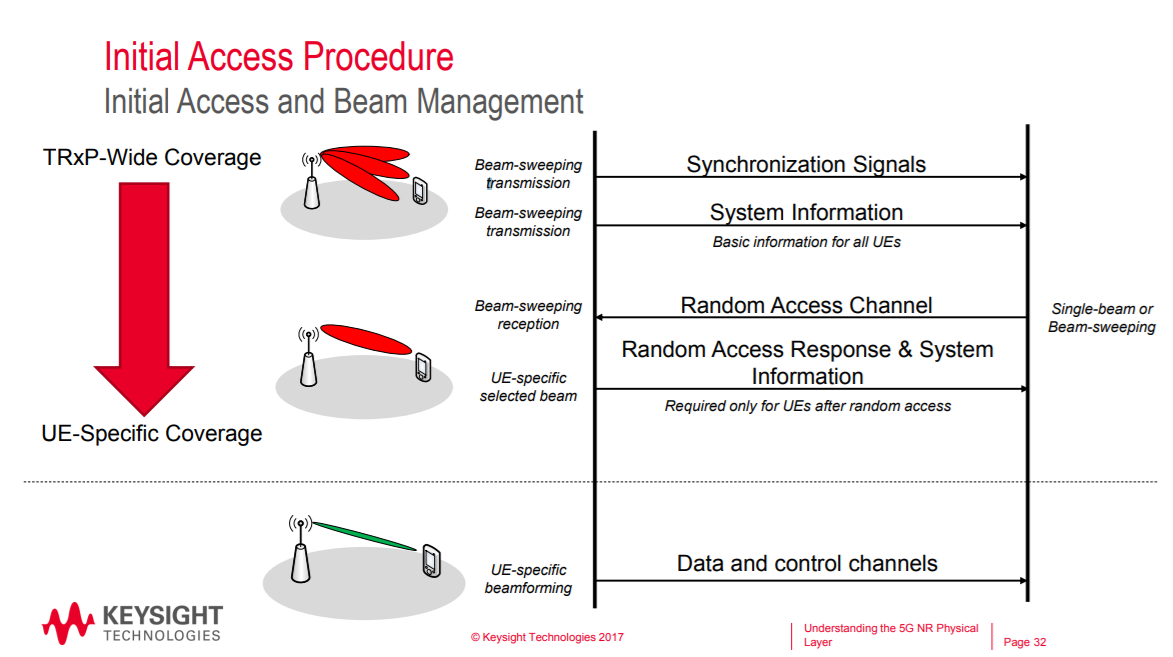 Initial Access Procedure
Initial Access and Beam Management
TRxP-Wide Coverage
UE-Specific Coverage
Beam-sweeping
transmission
Synchronization Signals
Beam-sweeping
transmission
System Information
Basic information for all UEs
Beam-sweeping
reception
Random Access Channel
Single-beam or
Beam-sweeping
UE-specific
selected beam
Random Access Response & System
Information
Required only for UEs after random access
UE-specific
beamforming
Data and control channels
KEYSIGHT
TECHNOLOGIES
© Keysight Technologies 2017
Understanding the 5G NR Physical
Layer
Page 32